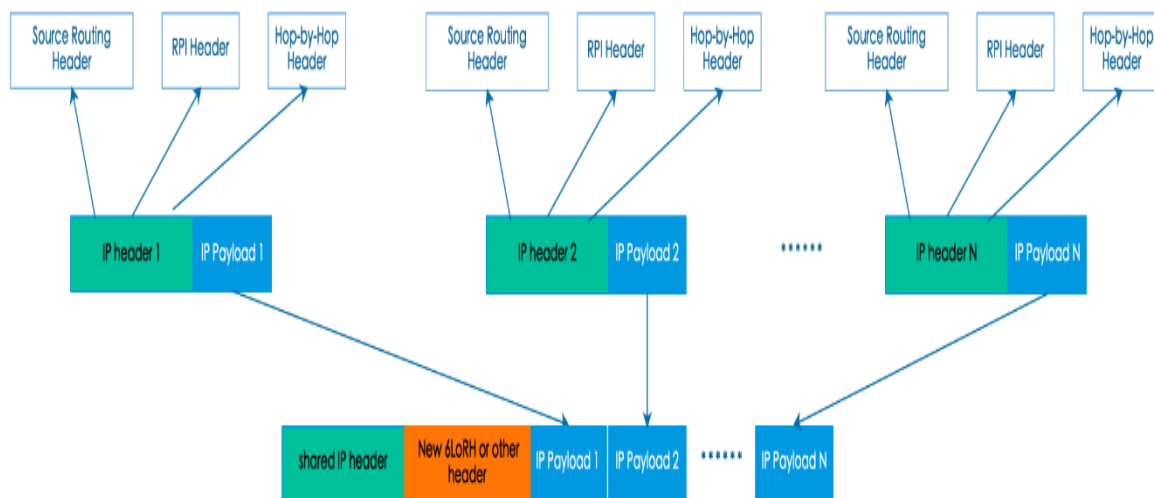 Source Routing
Header
RPI Header
Hop-by-Hop
Header
Source Routing
Header
RPI Header
Hop-by-Hop
Header
Source Routing
Header
RPI Header
Hop-by-Hop
Header
IP header 1
IP Payload 1
IP header 2
IP Payload 2
******
IP header N
IP Payload N
shared IP header
New 6LoRH or other
header
IP Payload 1
IP Payload 2
******
IP Payload N